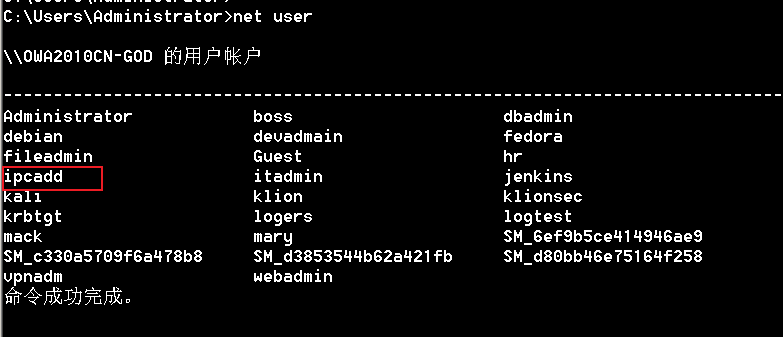 C:\Users\Administrator>net user
\\OWA2010CN-GOD 的用户帐户
-------------------------------------------------------------------------------
Administrator boss dbadmin
debian devadmain fedora
fileadmin Guest hr
ipcadd itadmin jenkins
kali klion klionsec
krbtgt logers logtest
mack mary SM_6ef9b5ce414946ae9
SM_c330a5709f6a478b8 SM_d3853544b62a421fb SM_d80bb46e75164f258
vpnadm webadmin
命令成功完成。